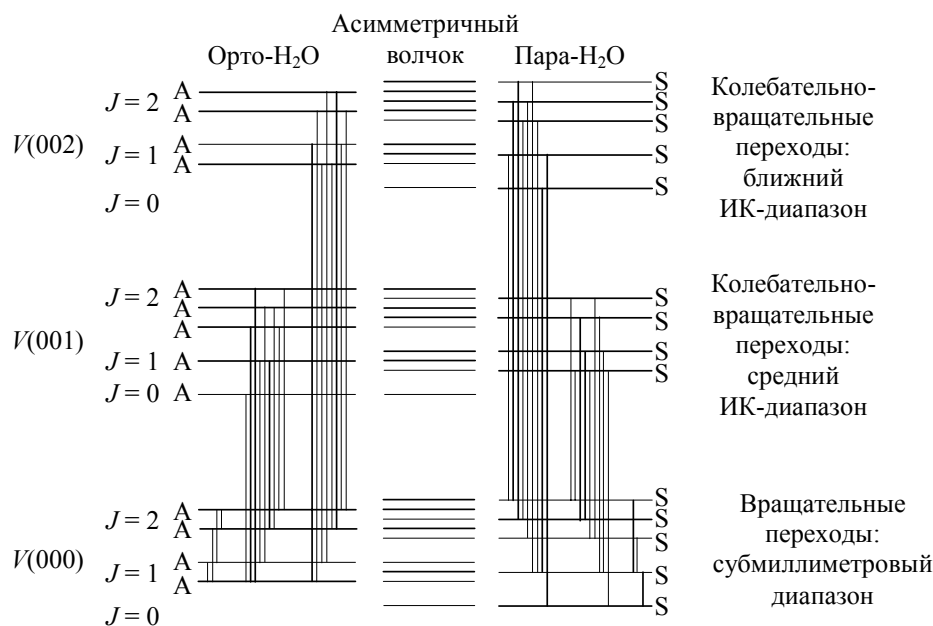 Асимметричный
волчок
Орто-H₂O
Пара-H₂O
V(002)
J = 2
J = 1
J = 0
A
A
A
A
S
S
S
S
S
Колебательно-
вращательные
переходы:
ближний
ИК-диапазон
V(001)
J = 2
J = 1
J = 0
A
A
A
A
A
S
S
S
S
Колебательно-
вращательные
переходы:
средний
ИК-диапазон
V(000)
J = 2
J = 1
J = 0
A
A
A
A
S
S
S
S
S
Вращательные
переходы:
субмиллиметровый
диапазон